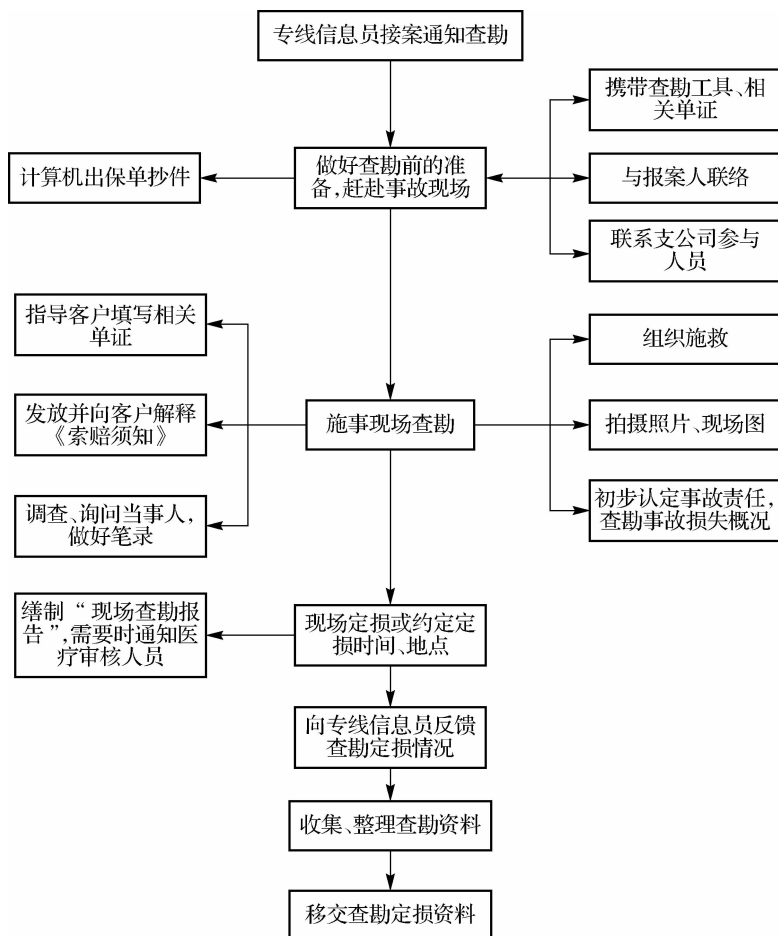 专线信息员接案通知查勘
携带查勘工具、相
关单证
计算机出保单抄件
做好查勘前的准
备,赶赴事故现场
与报案人联络
联系支公司参与
人员
指导客户填写相关
单证
组织施救
发放并向客户解释
《索赔须知》
施事现场查勘
拍摄照片、现场图
调查、询问当事人,
做好笔录
初步认定事故责任,
查勘事故损失概况
缮制“现场查勘报
告”,需要时通知医
疗审核人员
现场定损或约定定
损时间、地点
向专线信息员反馈
查勘定损情况
收集、整理查勘资料
移交查勘定损资料